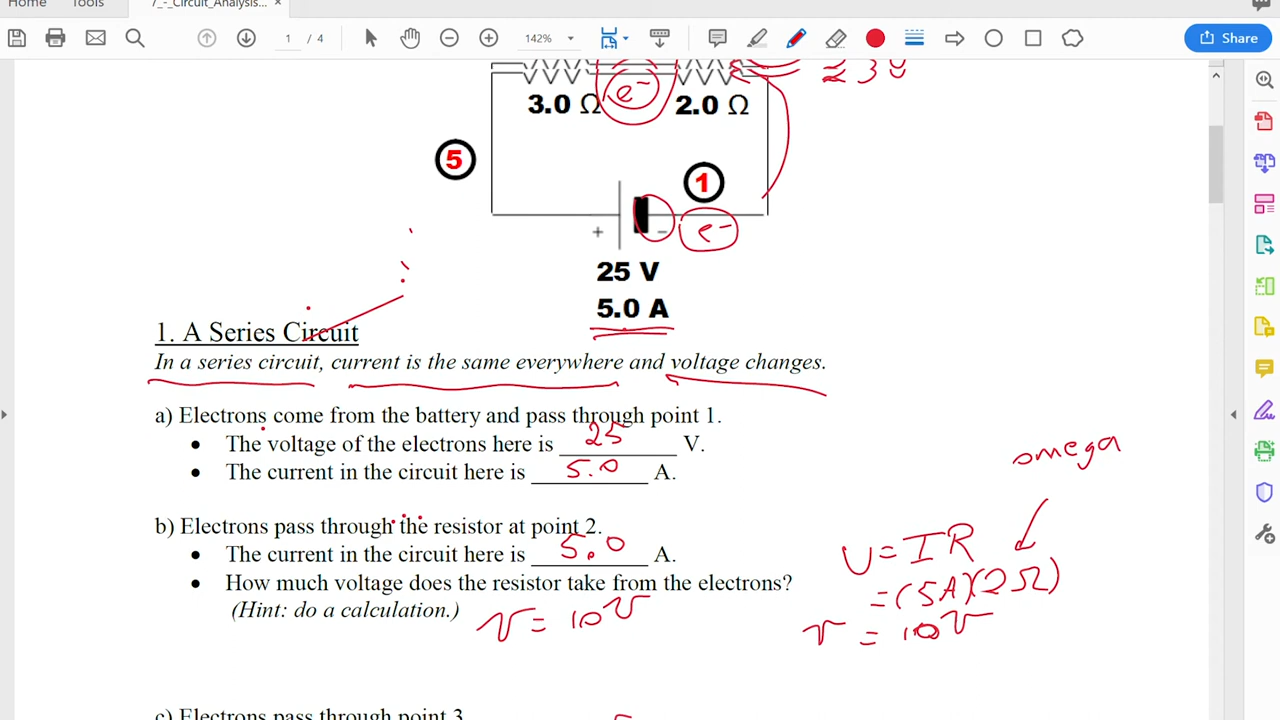 Home Tools 7_-_Circuit_Analysis... ×
1 / 4 142% Share
3.0 Ω e- 2.0 Ω
5
1
+ - e-
25 V
5.0 A
1. A Series Circuit
In a series circuit, current is the same everywhere and voltage changes.
a) Electrons come from the battery and pass through point 1.
• The voltage of the electrons here is 25 V.
• The current in the circuit here is 5.0 A.
omega
b) Electrons pass through the resistor at point 2.
• The current in the circuit here is 5.0 A.
V = IR
• How much voltage does the resistor take from the electrons?
= (5A)(2Ω)
(Hint: do a calculation.) V = 10V
V = 10V
c) Electrons pass through point 3.